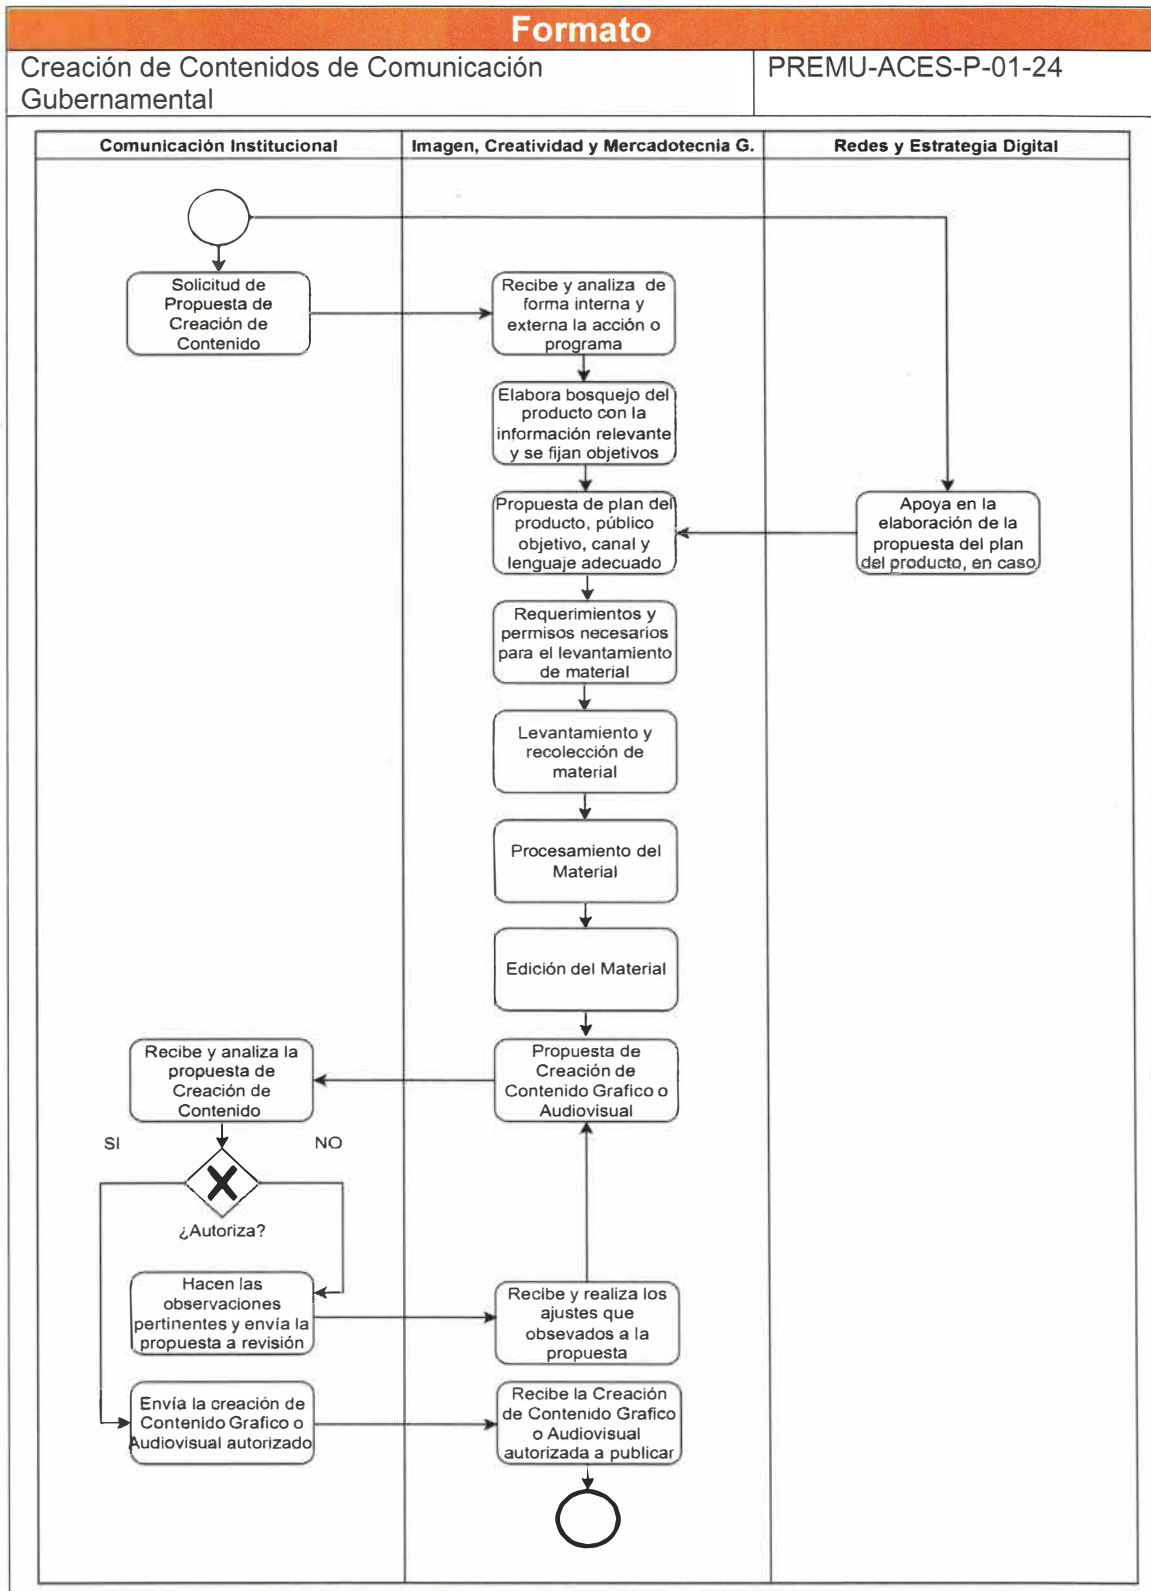 Formato
Creación de Contenidos de Comunicación
Gubernamental
PREMU-ACES-P-01-24
Comunicación Institucional
Imagen, Creatividad y Mercadotecnia G.
Redes y Estrategia Digital
Solicitud de
Propuesta de
Creación de
Contenido
Recibe y analiza de
forma interna y
externa la acción o
programa
Elabora bosquejo del
producto con la
información relevante
y se fijan objetivos
Propuesta de plan del
producto, público
objetivo, canal y
lenguaje adecuado
Apoya en la
elaboración de la
propuesta del plan
del producto, en caso
Requerimientos y
permisos necesarios
para el levantamiento
de material
Levantamiento y
recolección de
material
Procesamiento del
Material
Edición del Material
Propuesta de
Creación de
Contenido Grafico o
Audiovisual
Recibe y analiza la
propuesta de
Creación de
Contenido
SI
NO
¿Autoriza?
Hacen las
observaciones
pertinentes y envía la
propuesta a revisión
Recibe y realiza los
ajustes que
obsevados a la
propuesta
Envía la creación de
Contenido Grafico o
Audiovisual autorizado
Recibe la Creación
de Contenido Grafico
o Audiovisual
autorizada a publicar